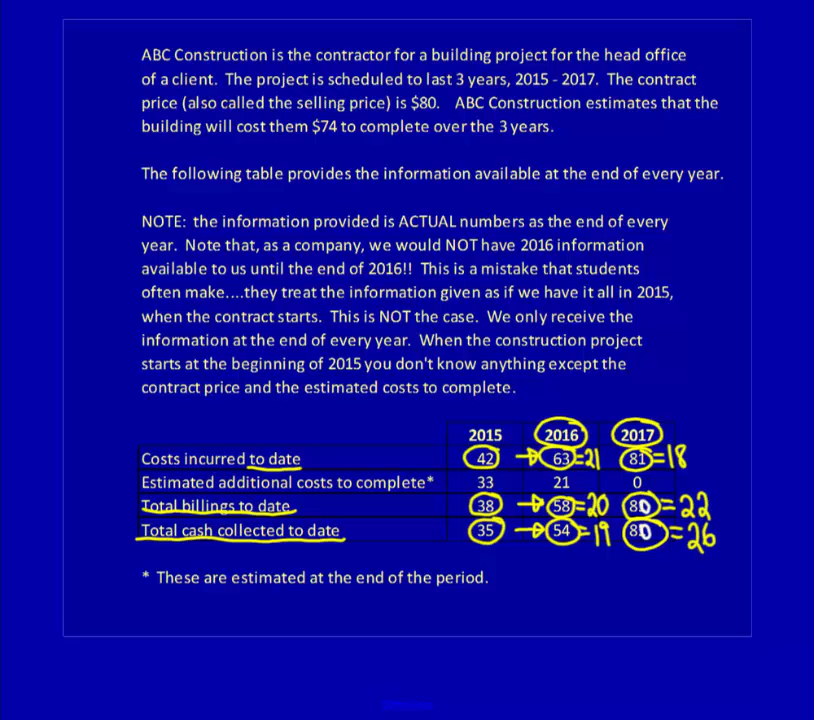 ABC Construction is the contractor for a building project for the head office
of a client. The project is scheduled to last 3 years, 2015 - 2017. The contract
price (also called the selling price) is $80. ABC Construction estimates that the
building will cost them $74 to complete over the 3 years.
The following table provides the information available at the end of every year.
NOTE: the information provided is ACTUAL numbers as the end of every
year. Note that, as a company, we would NOT have 2016 information
available to us until the end of 2016!! This is a mistake that students
often make....they treat the information given as if we have it all in 2015,
when the contract starts. This is NOT the case. We only receive the
information at the end of every year. When the construction project
starts at the beginning of 2015 you don't know anything except the
contract price and the estimated costs to complete.
2015 2016 2017
Costs incurred to date 42 → 63 =21 81 =18
Estimated additional costs to complete* 33 21 0
Total billings to date 38 → 58 =20 80 =22
Total cash collected to date 35 → 54 =19 80 =26
* These are estimated at the end of the period.